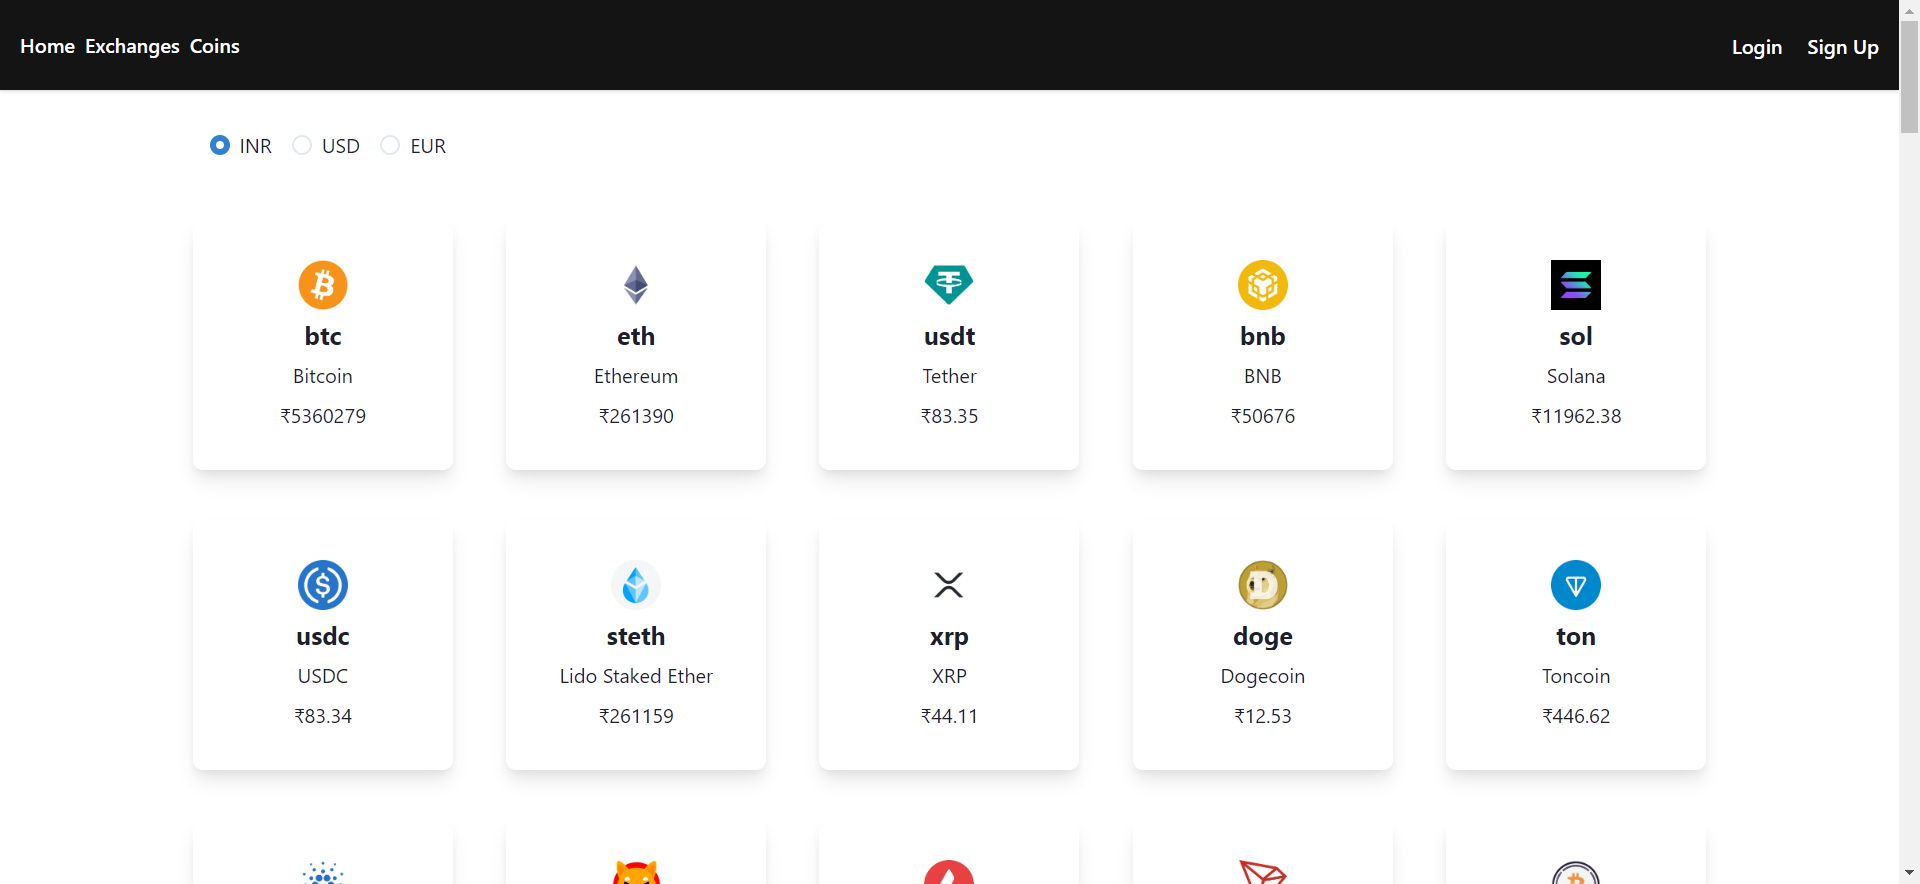 Home Exchanges Coins Login Sign Up
INR USD EUR
btc
Bitcoin
₹5360279
eth
Ethereum
₹261390
usdt
Tether
₹83.35
bnb
BNB
₹50676
sol
Solana
₹11962.38
usdc
USDC
₹83.34
steth
Lido Staked Ether
₹261159
xrp
XRP
₹44.11
doge
Dogecoin
₹12.53
ton
Toncoin
₹446.62